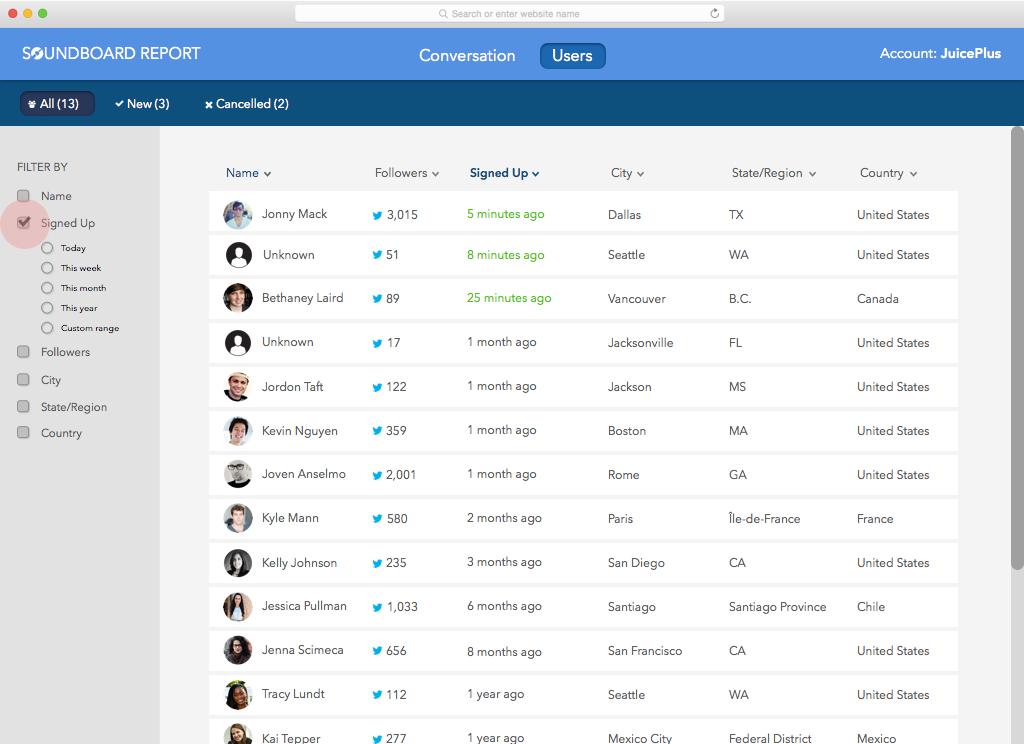 Search or enter website name
SOUNDBOARD REPORT Conversation Users Account: JuicePlus
All (13) New (3) Cancelled (2)
FILTER BY
Name
Signed Up
Today
This week
This month
This year
Custom range
Followers
City
State/Region
Country
Name Followers Signed Up City State/Region Country
Jonny Mack 3,015 5 minutes ago Dallas TX United States
Unknown 51 8 minutes ago Seattle WA United States
Bethaney Laird 89 25 minutes ago Vancouver B.C. Canada
Unknown 17 1 month ago Jacksonville FL United States
Jordon Taft 122 1 month ago Jackson MS United States
Kevin Nguyen 359 1 month ago Boston MA United States
Joven Anselmo 2,001 1 month ago Rome GA United States
Kyle Mann 580 2 months ago Paris Île-de-France France
Kelly Johnson 235 3 months ago San Diego CA United States
Jessica Pullman 1,033 6 months ago Santiago Santiago Province Chile
Jenna Scimeca 656 8 months ago San Francisco CA United States
Tracy Lundt 112 1 year ago Seattle WA United States
Kai Tepper 277 1 year ago Mexico City Federal District Mexico